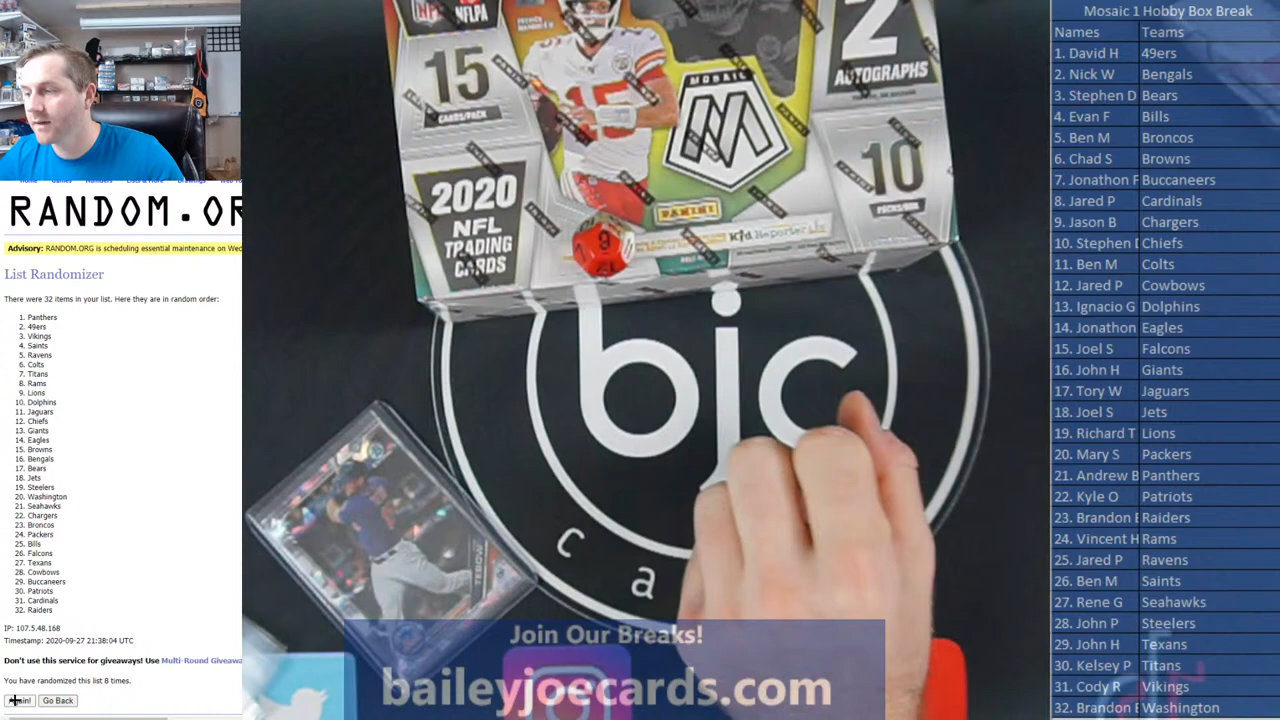 RANDOM.OR
Advisory: RANDOM.ORG is scheduling essential maintenance on Wed
List Randomizer
There were 32 items in your list. Here they are in random order:
1. Panthers
2. 49ers
3. Vikings
4. Saints
5. Ravens
6. Colts
7. Titans
8. Rams
9. Lions
10. Dolphins
11. Jaguars
12. Chiefs
13. Giants
14. Eagles
15. Browns
16. Bengals
17. Bears
18. Jets
19. Steelers
20. Washington
21. Seahawks
22. Chargers
23. Broncos
24. Packers
25. Bills
26. Falcons
27. Texans
28. Cowboys
29. Buccaneers
30. Patriots
31. Cardinals
32. Raiders
IP: 107.5.48.168
Timestamp: 2020-09-27 21:38:04 UTC
Don't use this service for giveaways! Use Multi-Round Giveawa
You have randomized this list 8 times.
Go Back
NFLPA
15
CARDS/PACK
2020
NFL
TRADING
CARDS
15
MOSAIC
PANINI
Kid Reporter
2
AUTOGRAPHS
10
PACKS/BOX
9
bjc
c
a
TEBOW
Join Our Breaks!
baileyjoecards.com
Mosaic 1 Hobby Box Break
Names Teams
1. David H 49ers
2. Nick W Bengals
3. Stephen D Bears
4. Evan F Bills
5. Ben M Broncos
6. Chad S Browns
7. Jonathon F Buccaneers
8. Jared P Cardinals
9. Jason B Chargers
10. Stephen D Chiefs
11. Ben M Colts
12. Jared P Cowboys
13. Ignacio G Dolphins
14. Jonathon Eagles
15. Joel S Falcons
16. John H Giants
17. Tory W Jaguars
18. Joel S Jets
19. Richard T Lions
20. Mary S Packers
21. Andrew B Panthers
22. Kyle O Patriots
23. Brandon Raiders
24. Vincent H Rams
25. Jared P Ravens
26. Ben M Saints
27. Rene G Seahawks
28. John P Steelers
29. John H Texans
30. Kelsey P Titans
31. Cody R Vikings
32. Brandon Washington